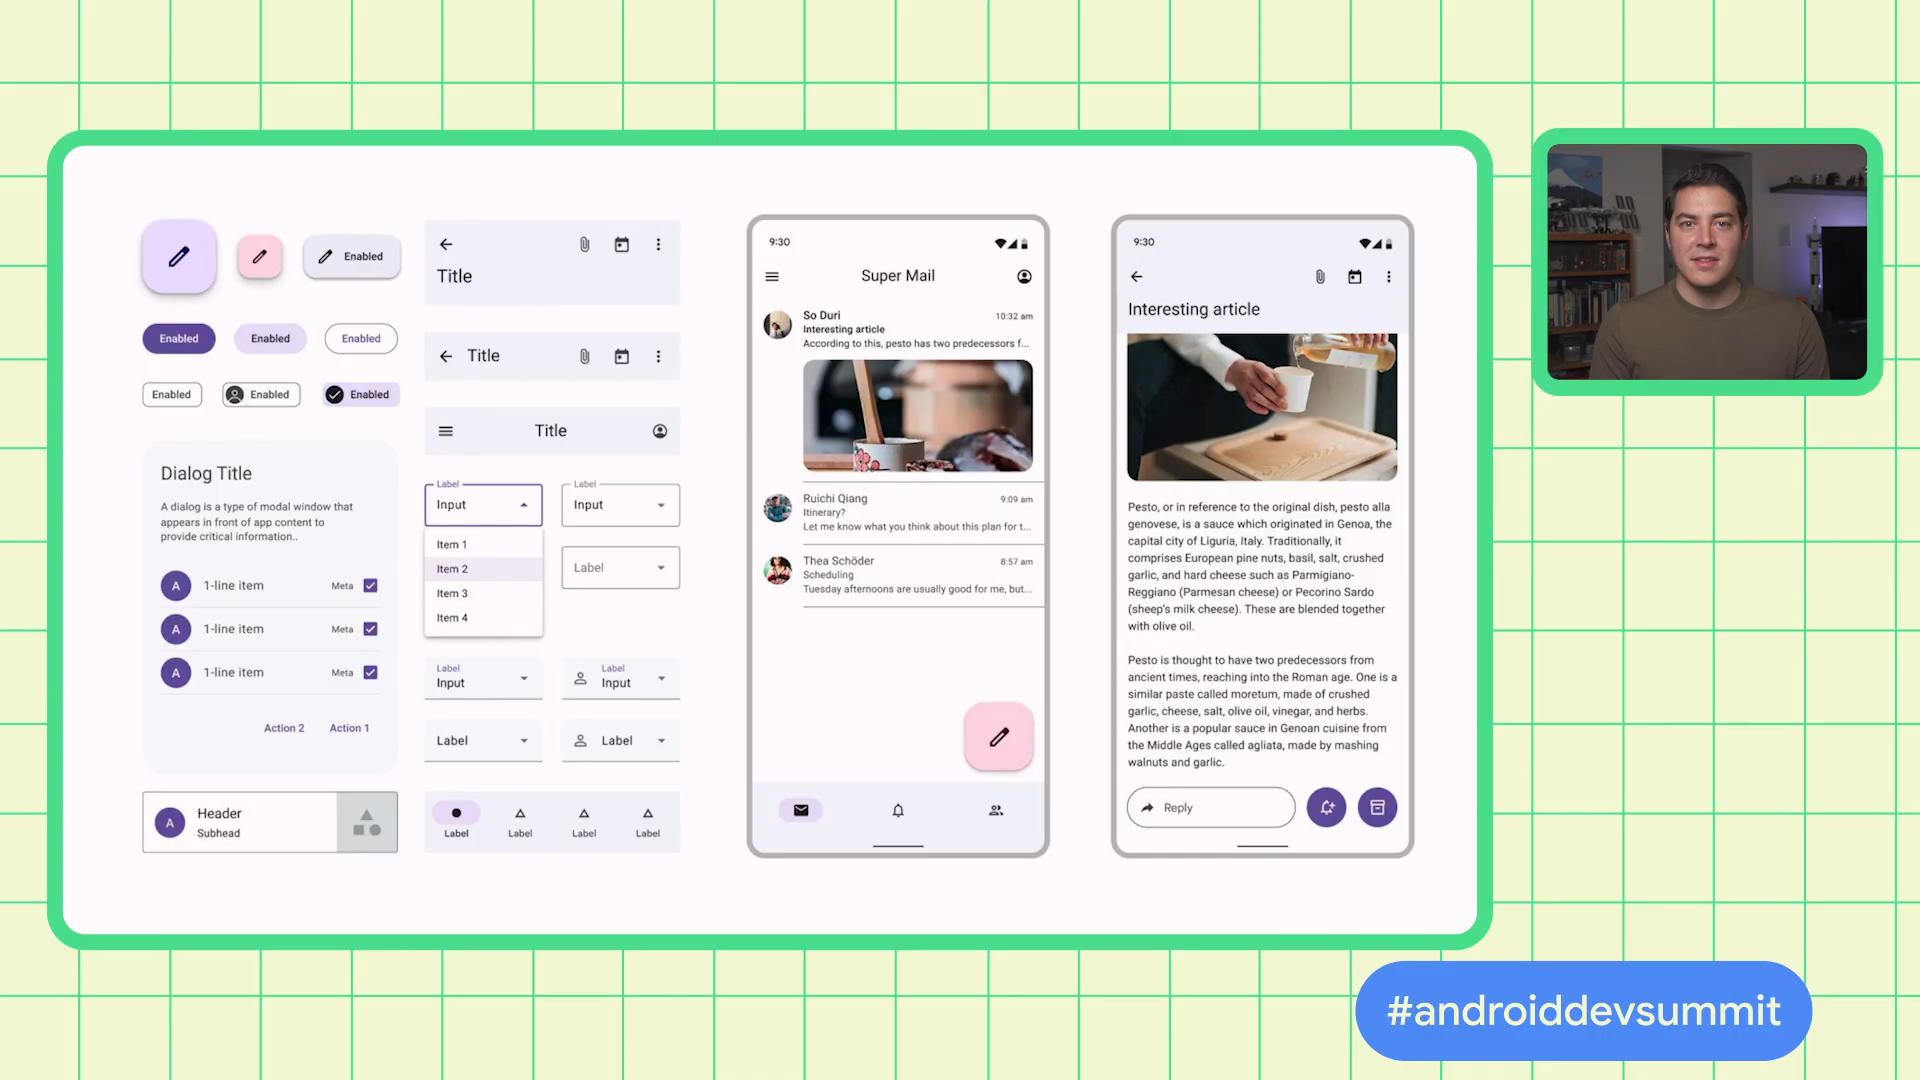 Enabled
Enabled
Enabled
Enabled
Enabled
Enabled
Enabled
Dialog Title
A dialog is a type of modal window that
appears in front of app content to
provide critical information..
A
1-line item
Meta
A
1-line item
Meta
A
1-line item
Meta
Action 2
Action 1
A
Header
Subhead
Title
Title
Title
Label
Input
Item 1
Item 2
Item 3
Item 4
Label
Input
Label
Label
Input
Label
Input
Label
Label
Label
Label
Label
Label
9:30
Super Mail
So Duri
10:32 am
Interesting article
According to this, pesto has two predecessors f...
Ruichi Qiang
9:09 am
Itinerary?
Let me know what you think about this plan for t...
Thea Schöder
8:57 am
Scheduling
Tuesday afternoons are usually good for me, but...
9:30
Interesting article
Pesto, or in reference to the original dish, pesto alla
genovese, is a sauce which originated in Genoa, the
capital city of Liguria, Italy. Traditionally, it
comprises European pine nuts, basil, salt, crushed
garlic, and hard cheese such as Parmigiano-
Reggiano (Parmesan cheese) or Pecorino Sardo
(sheep's milk cheese). These are blended together
with olive oil.
Pesto is thought to have two predecessors from
ancient times, reaching into the Roman age. One is a
similar paste called moretum, made of crushed
garlic, cheese, salt, olive oil, vinegar, and herbs.
Another is a popular sauce in Genoan cuisine from
the Middle Ages called agliata, made by mashing
walnuts and garlic.
Reply
#androiddevsummit